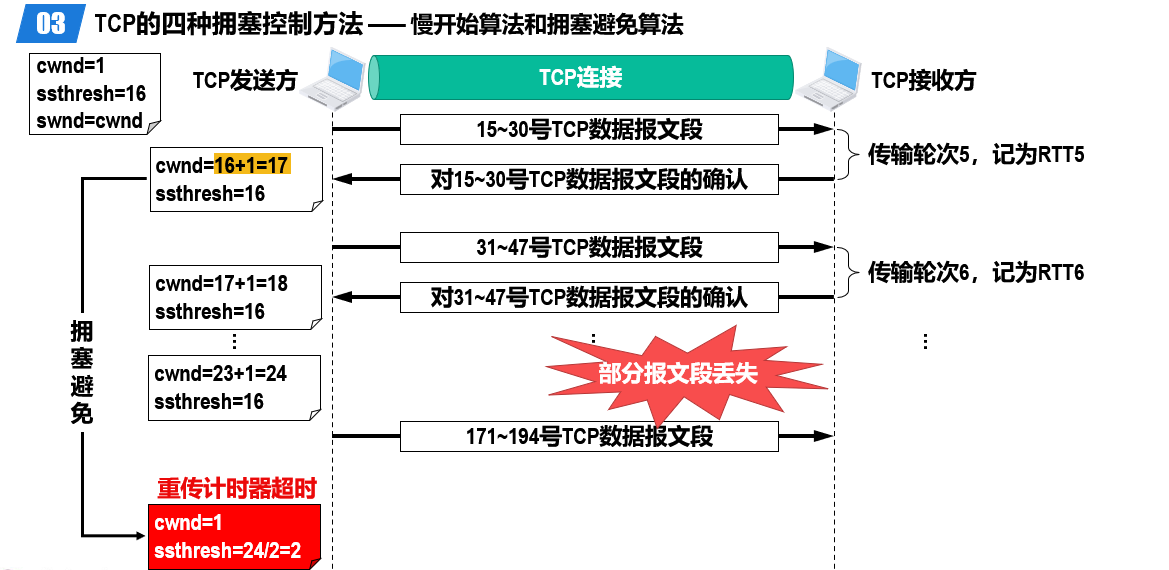 03 TCP的四种拥塞控制方法 —— 慢开始算法和拥塞避免算法
cwnd=1
ssthresh=16
swnd=cwnd
TCP发送方
TCP连接
TCP接收方
15~30号TCP数据报文段
传输轮次5，记为RTT5
cwnd=16+1=17
ssthresh=16
对15~30号TCP数据报文段的确认
31~47号TCP数据报文段
传输轮次6，记为RTT6
cwnd=17+1=18
ssthresh=16
对31~47号TCP数据报文段的确认
⋮
⋮
⋮
拥塞避免
部分报文段丢失
cwnd=23+1=24
ssthresh=16
171~194号TCP数据报文段
重传计时器超时
cwnd=1
ssthresh=24/2=2